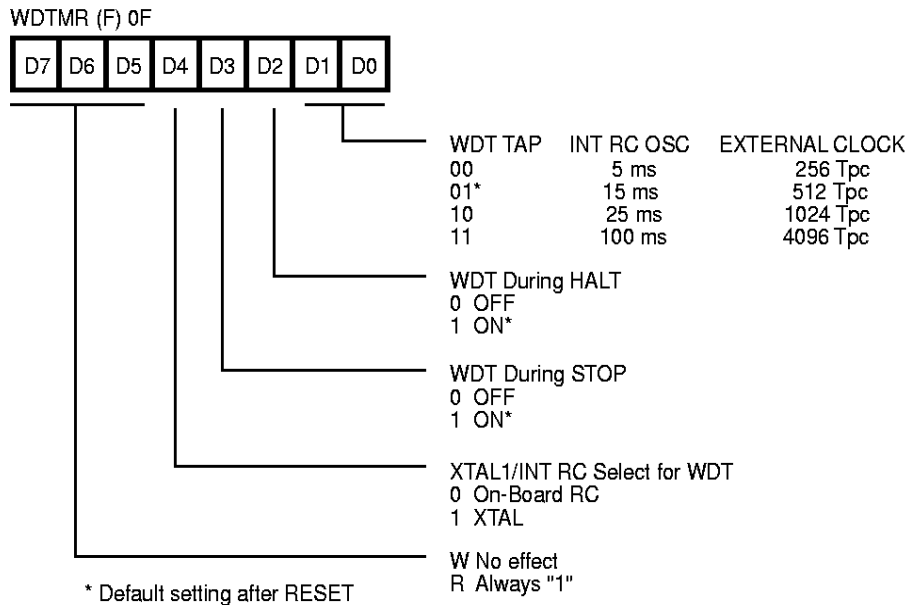 WDTMR (F) 0F
D7 D6 D5 D4 D3 D2 D1 D0
WDT TAP INT RC OSC EXTERNAL CLOCK
00 5 ms 256 Tpc
01* 15 ms 512 Tpc
10 25 ms 1024 Tpc
11 100 ms 4096 Tpc
WDT During HALT
0 OFF
1 ON*
WDT During STOP
0 OFF
1 ON*
XTAL1/INT RC Select for WDT
0 On-Board RC
1 XTAL
W No effect
R Always "1"
* Default setting after RESET